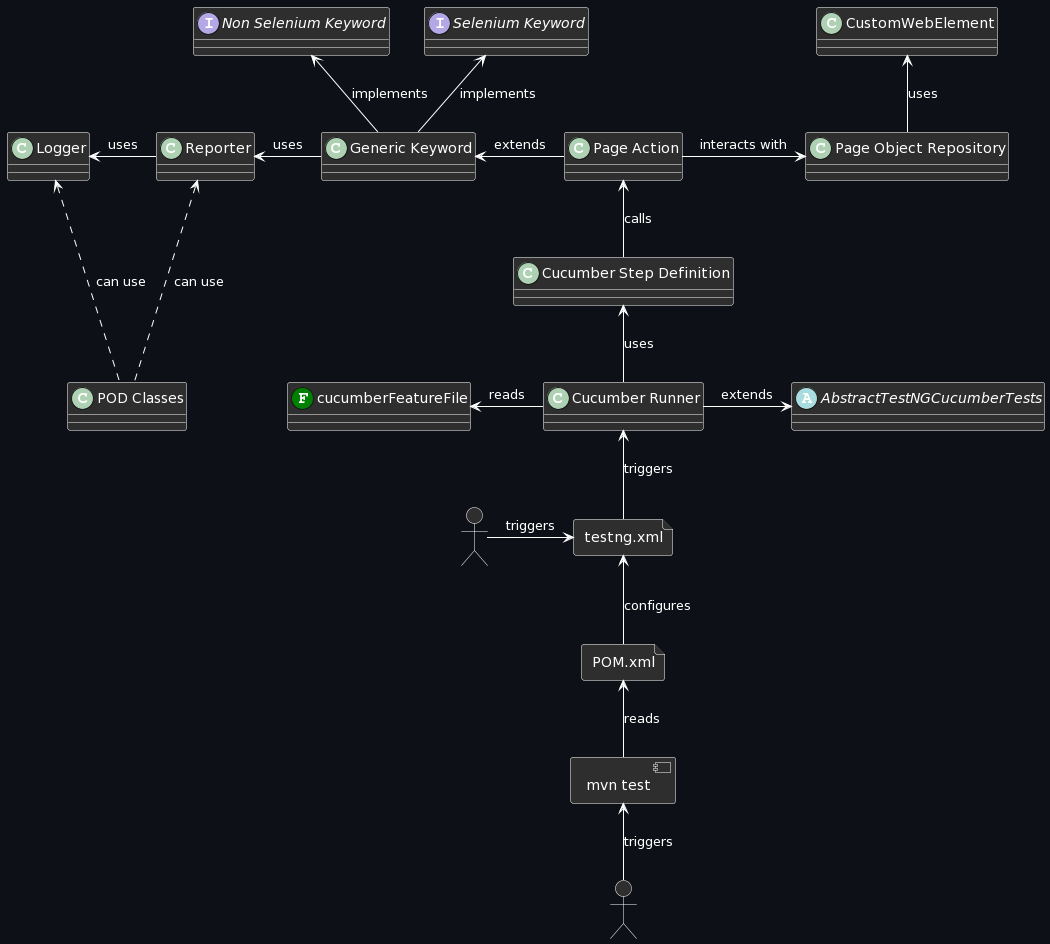 I Non Selenium Keyword
I Selenium Keyword
C CustomWebElement
implements
implements
uses
C Logger
uses
C Reporter
uses
C Generic Keyword
extends
C Page Action
interacts with
C Page Object Repository
calls
can use
can use
C Cucumber Step Definition
uses
C POD Classes
F cucumberFeatureFile
reads
C Cucumber Runner
extends
A AbstractTestNGCucumberTests
triggers
triggers
testng.xml
configures
POM.xml
reads
mvn test
triggers